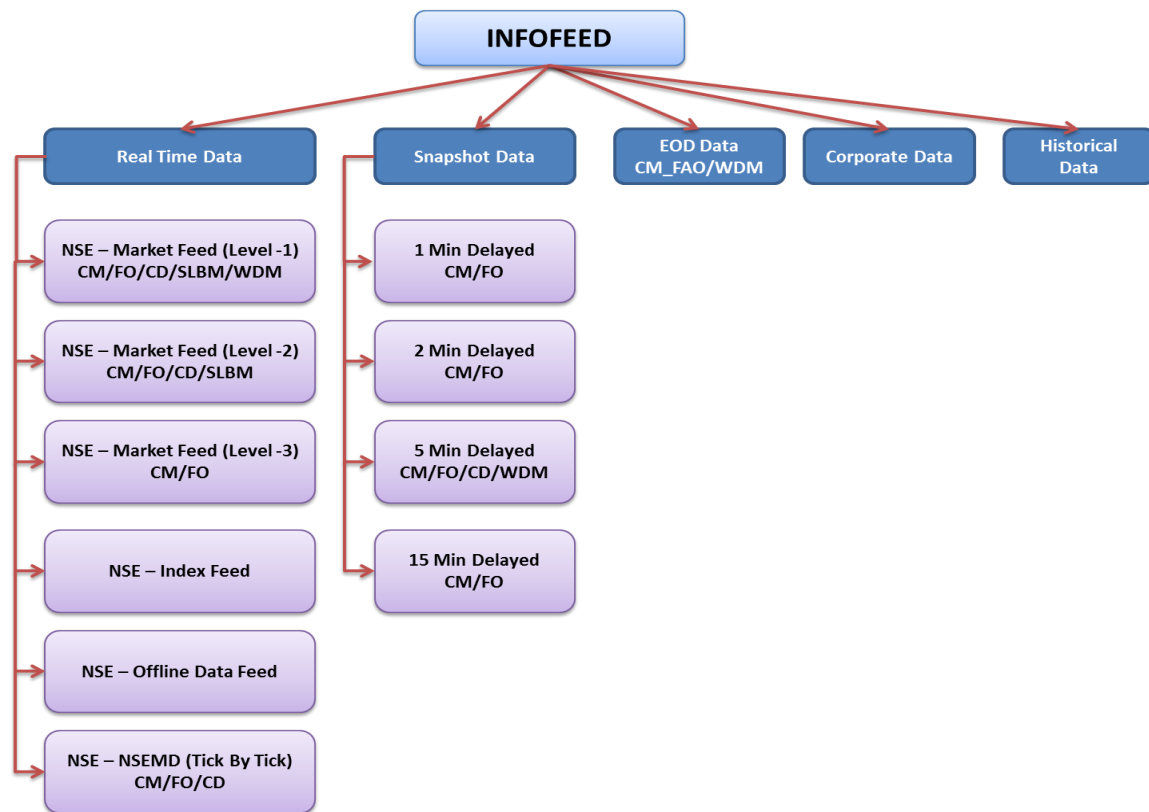 INFOFEED
Real Time Data
Snapshot Data
EOD Data
CM_FAO/WDM
Corporate Data
Historical
Data
NSE – Market Feed (Level -1)
CM/FO/CD/SLBM/WDM
NSE – Market Feed (Level -2)
CM/FO/CD/SLBM
NSE – Market Feed (Level -3)
CM/FO
NSE – Index Feed
NSE – Offline Data Feed
NSE – NSEMD (Tick By Tick)
CM/FO/CD
1 Min Delayed
CM/FO
2 Min Delayed
CM/FO
5 Min Delayed
CM/FO/CD/WDM
15 Min Delayed
CM/FO